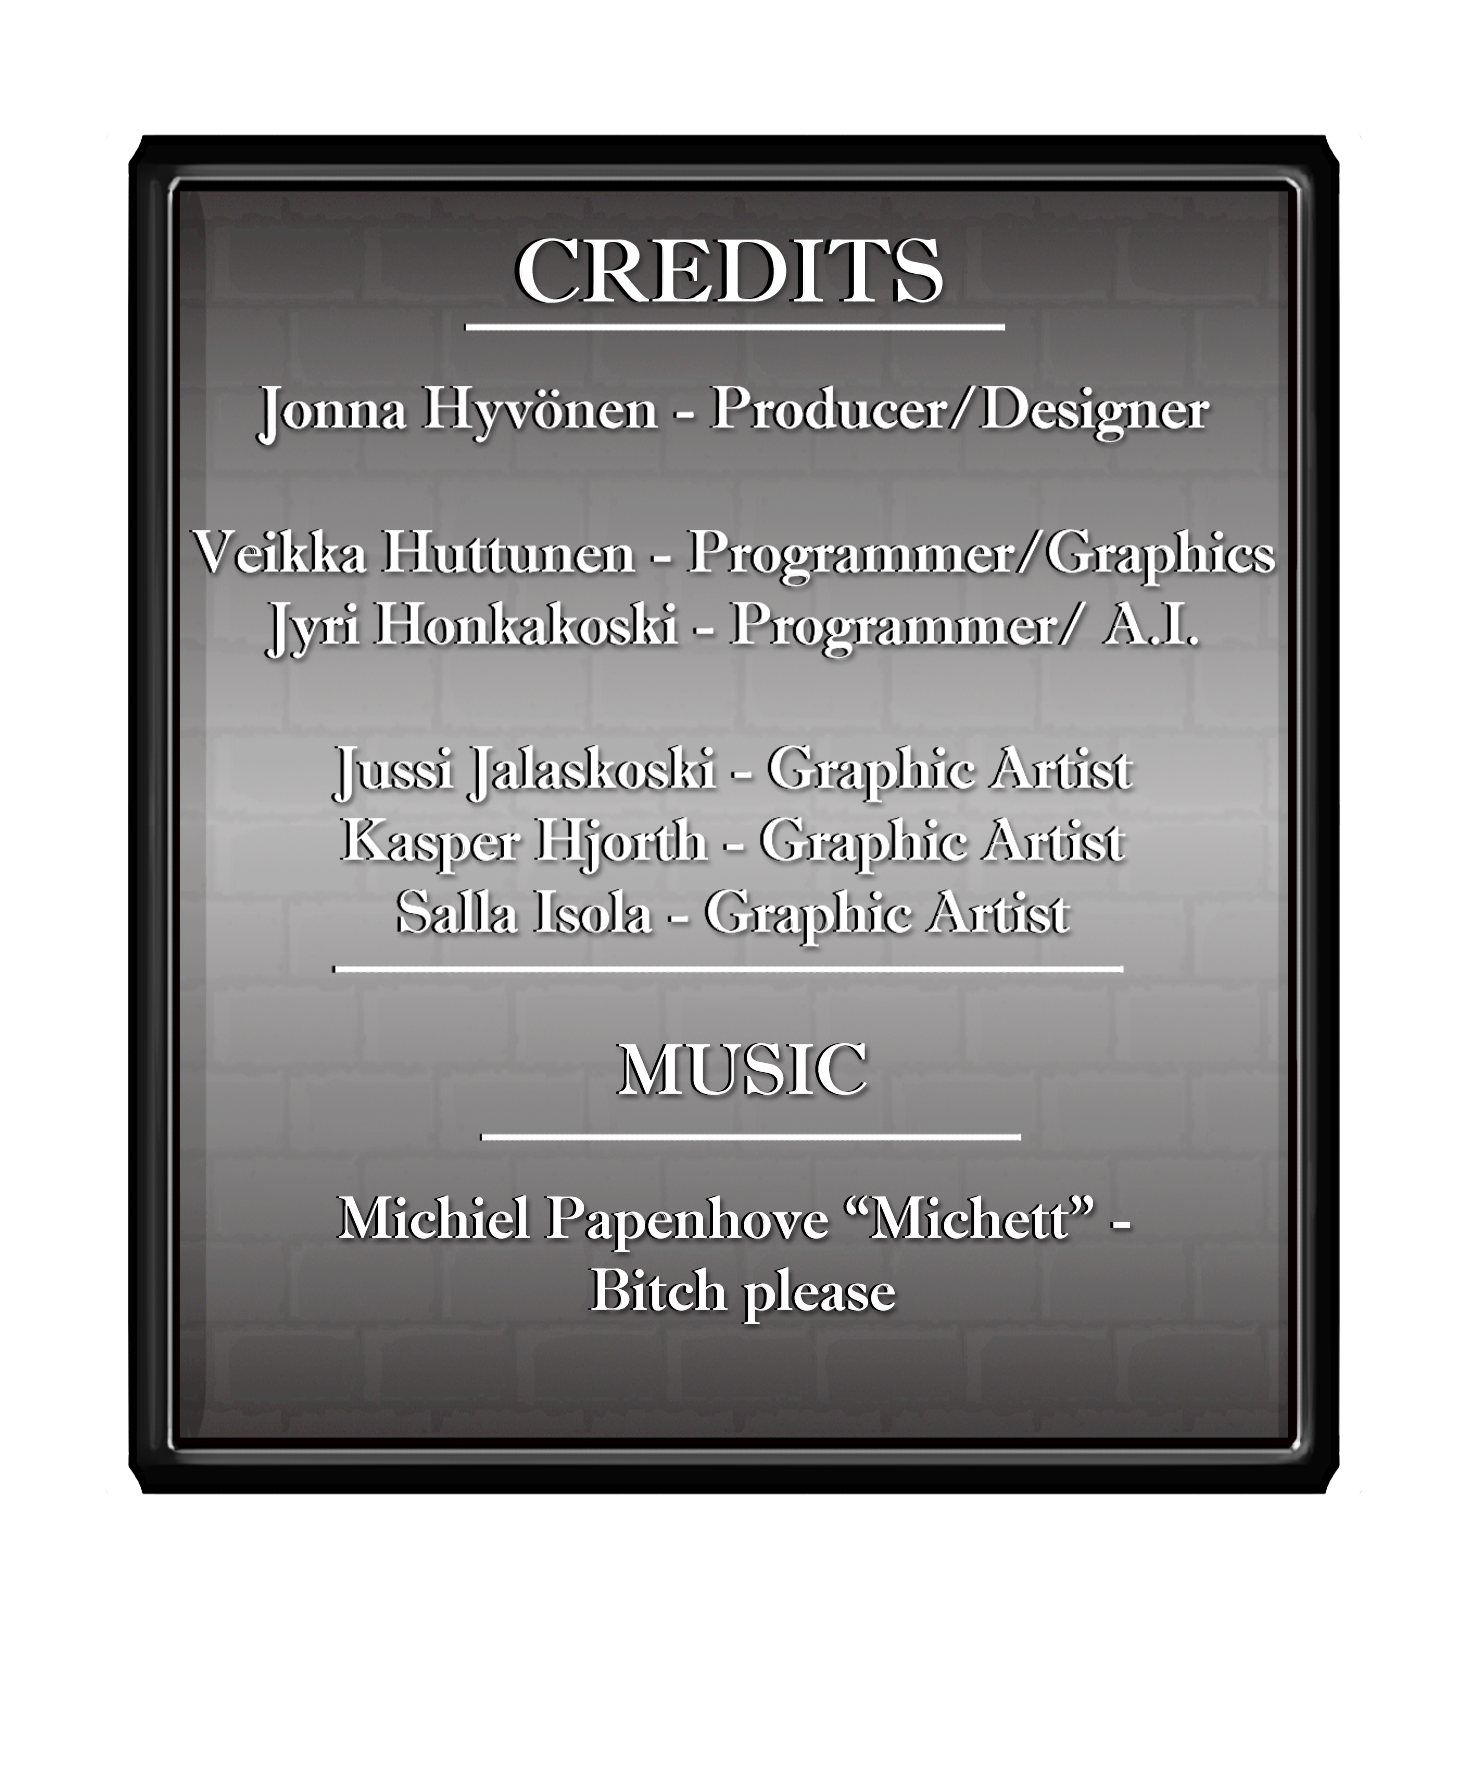 CREDITS
Jonna Hyvönen - Producer/Designer
Veikka Huttunen - Programmer/Graphics
Jyri Honkakoski - Programmer/ A.I.
Jussi Jalaskoski - Graphic Artist
Kasper Hjorth - Graphic Artist
Salla Isola - Graphic Artist
MUSIC
Michiel Papenhove “Michett” -
Bitch please